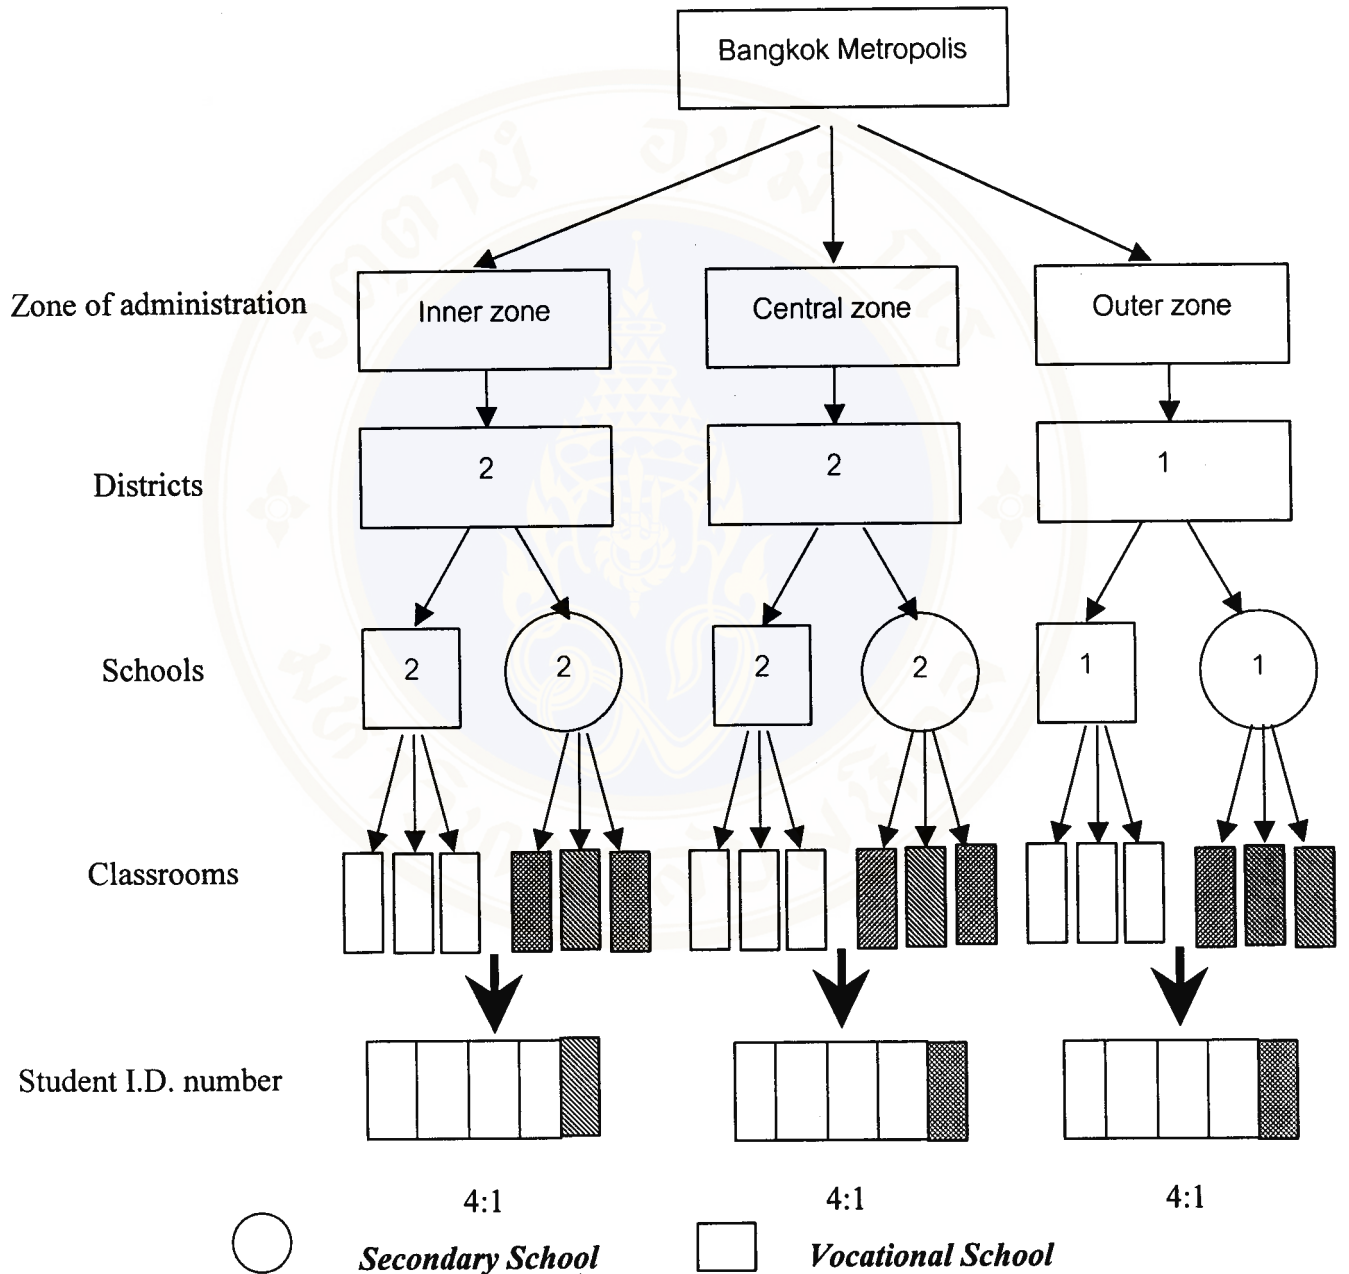 Bangkok Metropolis
Zone of administration
Inner zone
Central zone
Outer zone
Districts
2
2
1
Schools
2
2
2
2
1
1
Classrooms
Student I.D. number
4:1
4:1
4:1
Secondary School
Vocational School